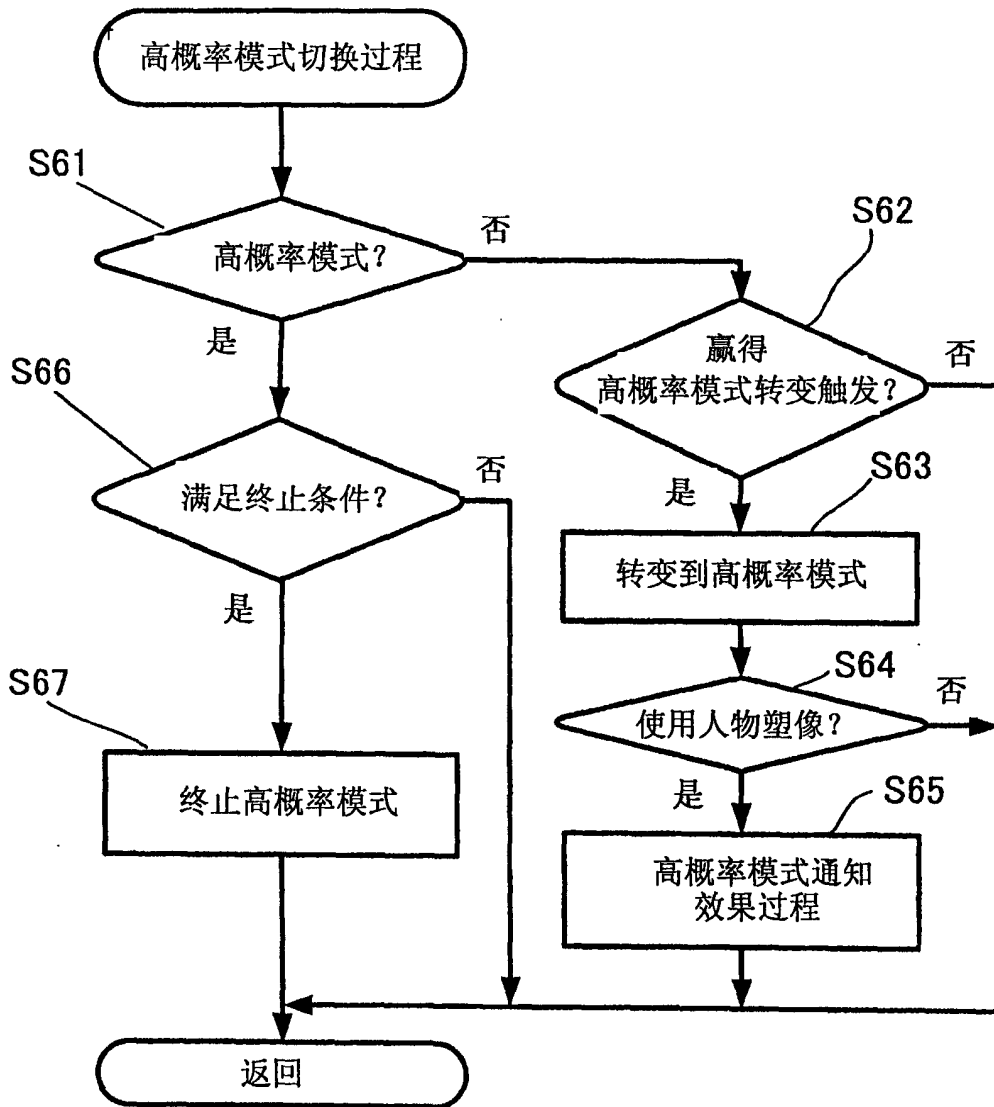 高概率模式切换过程
S61
高概率模式？
否
是
S62
赢得
高概率模式转变触发？
否
是
S66
满足终止条件？
否
是
S63
转变到高概率模式
S64
使用人物塑像？
否
是
S67
终止高概率模式
S65
高概率模式通知
效果过程
返回